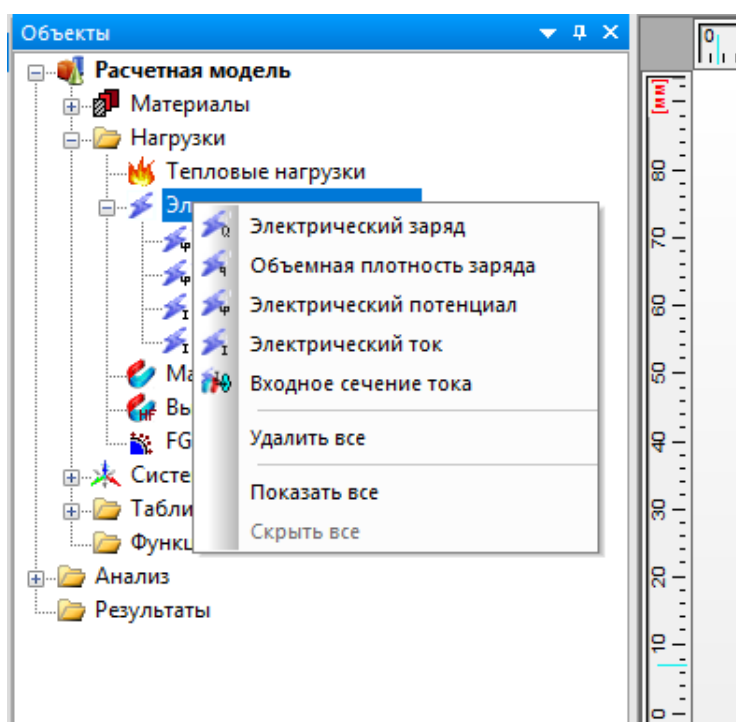 Объекты
Расчетная модель
Материалы
Нагрузки
Тепловые нагрузки
Эл
Электрический заряд
Объемная плотность заряда
Электрический потенциал
Электрический ток
Входное сечение тока
Удалить все
Показать все
Скрыть все
Ма
Вы
FG
Систе
Табли
Функц
Анализ
Результаты
0
[мм]
80
70
60
50
40
30
20
10
0